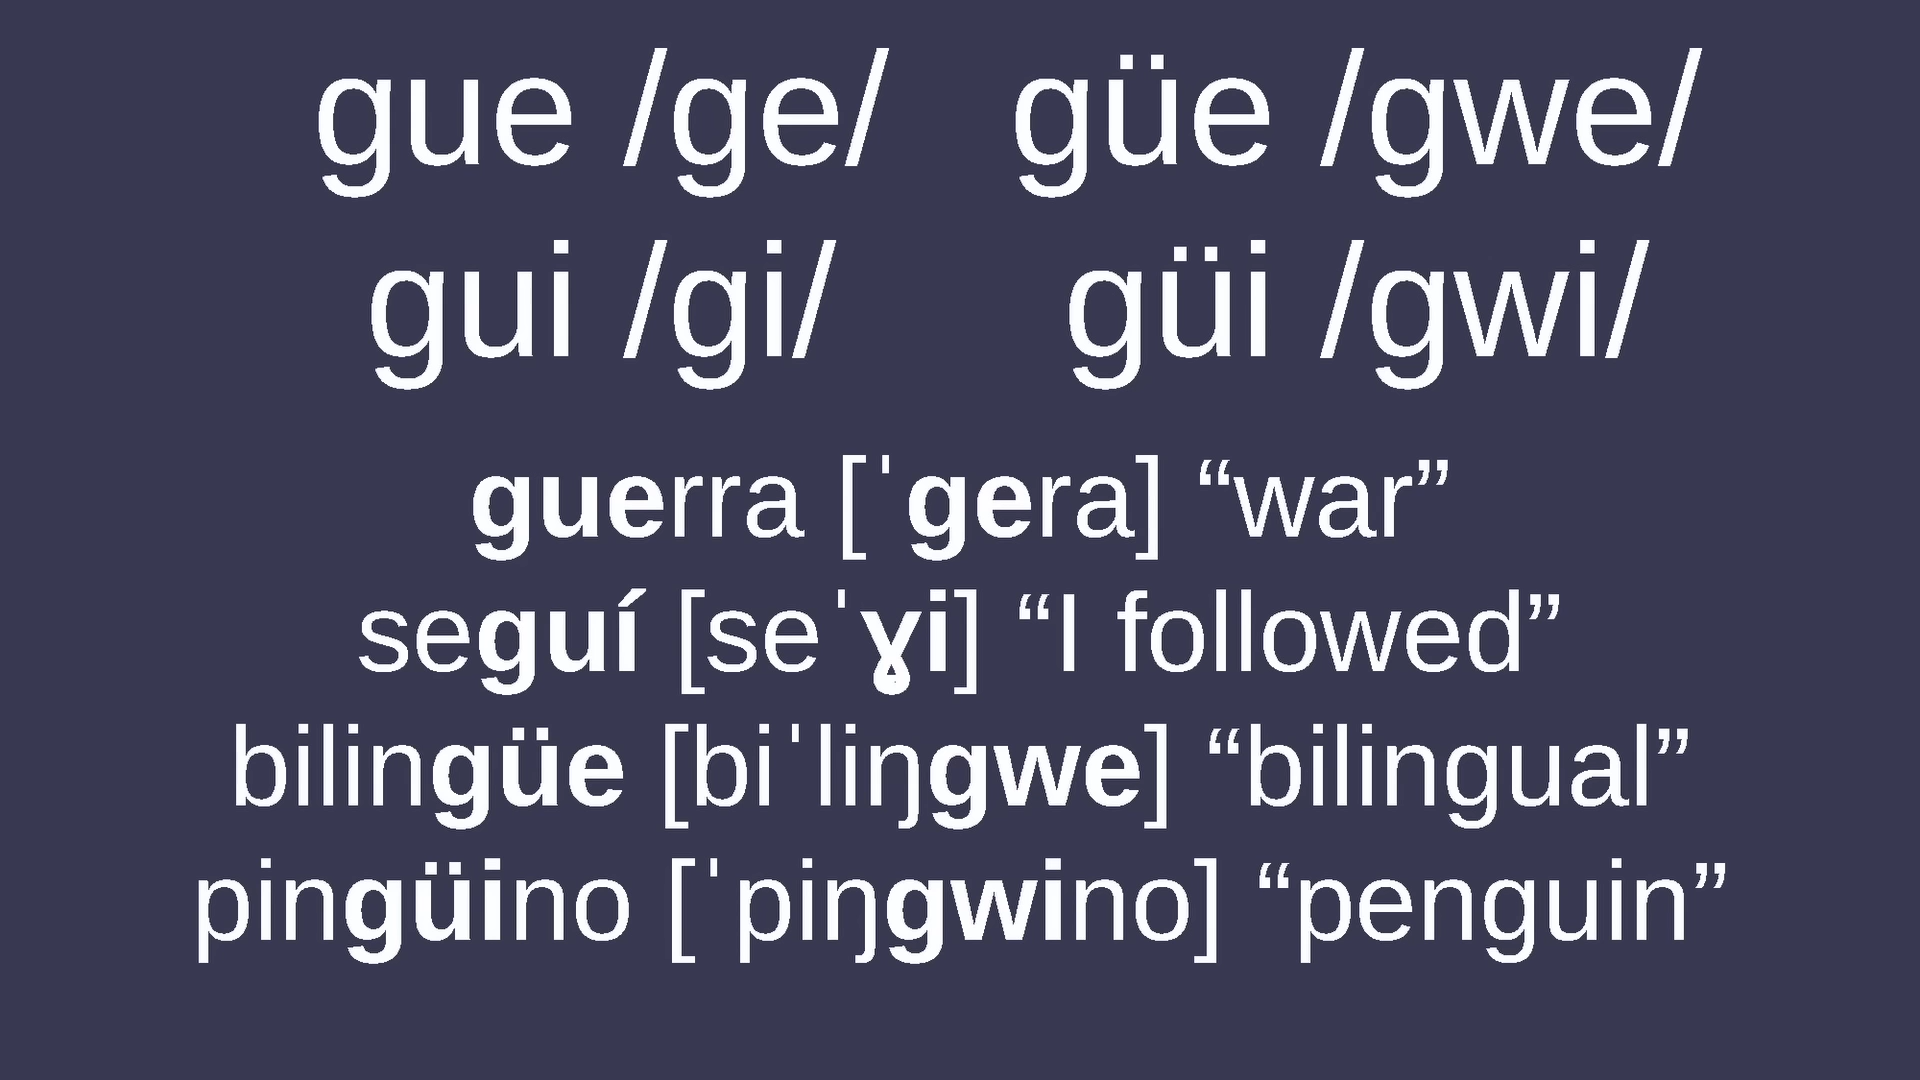 gue /ge/ güe /gwe/
gui /gi/ güi /gwi/
guerra [ˈgera] “war”
seguí [seˈɣi] “I followed”
bilingüe [biˈliŋgwe] “bilingual”
pingüino [ˈpiŋgwino] “penguin”